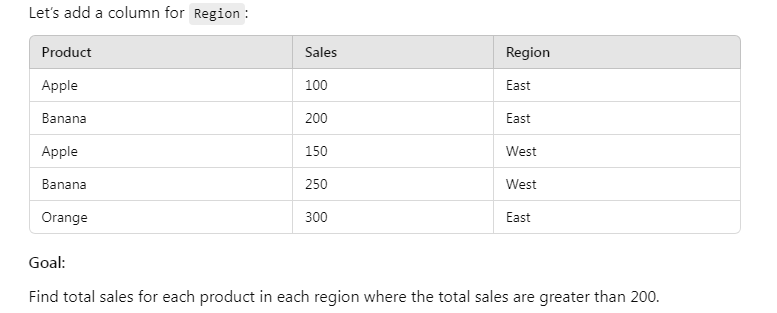 Let's add a column for Region:
Product Sales Region
Apple 100 East
Banana 200 East
Apple 150 West
Banana 250 West
Orange 300 East
Goal:
Find total sales for each product in each region where the total sales are greater than 200.